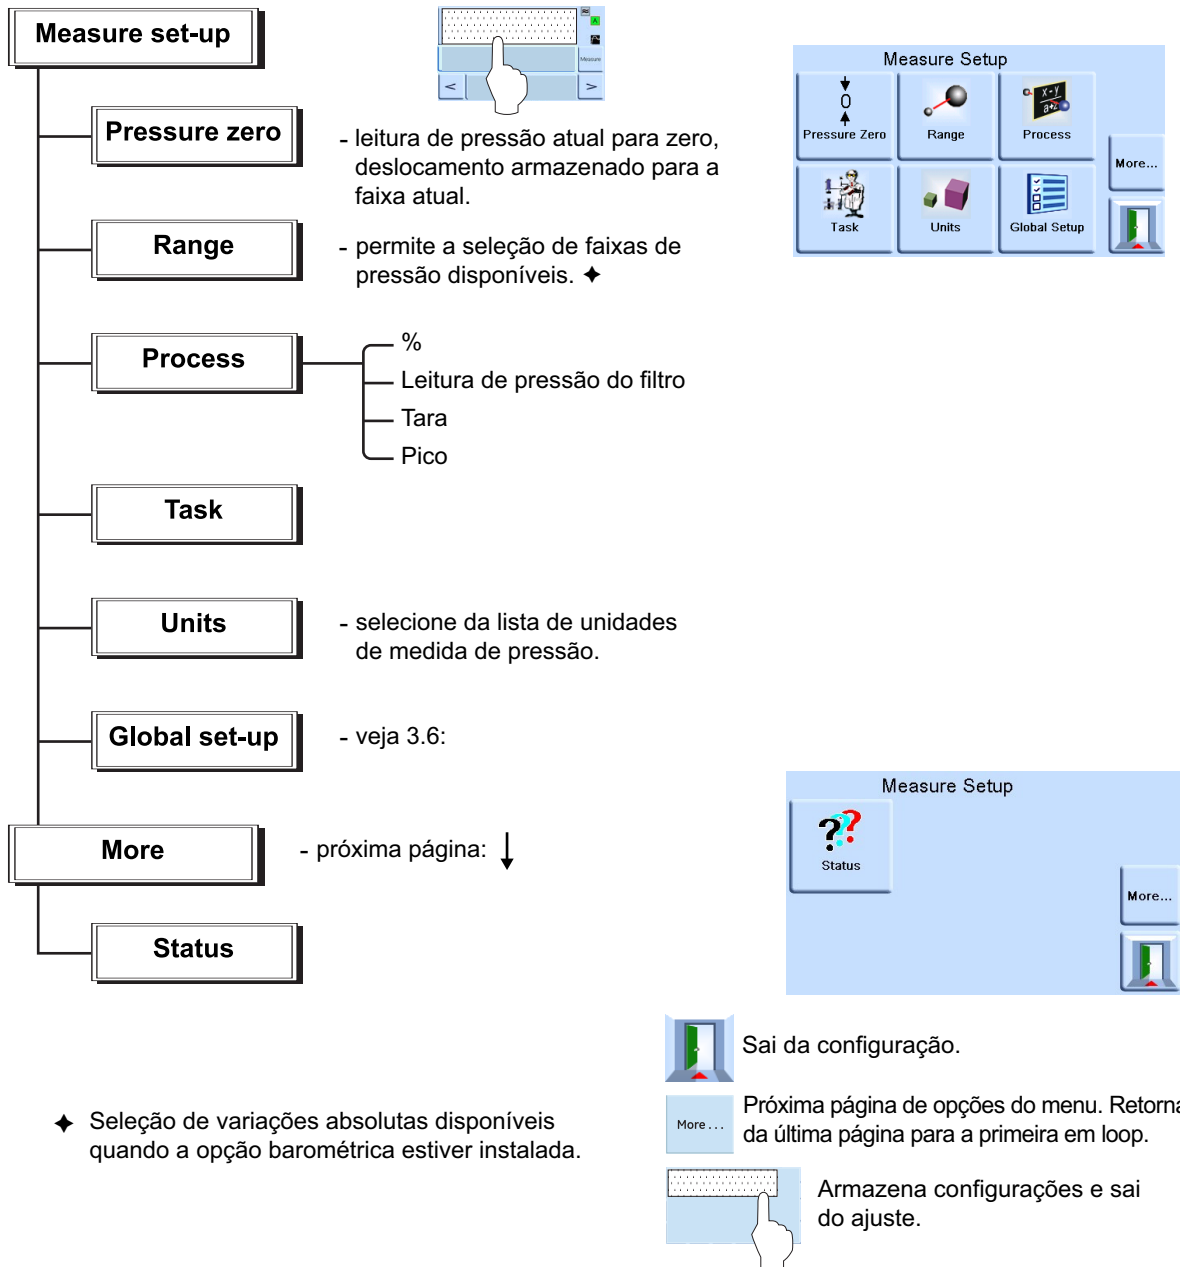 Measure set-up
Measure
<
>
Measure Setup
0
Pressure Zero
Range
x - y
a+z
Process
More...
Task
Units
Global Setup
Pressure zero
- leitura de pressão atual para zero,
deslocamento armazenado para a
faixa atual.
Range
- permite a seleção de faixas de
pressão disponíveis. ✦
Process
%
Leitura de pressão do filtro
Tara
Pico
Task
Units
- selecione da lista de unidades
de medida de pressão.
Global set-up
- veja 3.6:
More
- próxima página: ↓
Status
Measure Setup
???
Status
More...
Sai da configuração.
More ...
Próxima página de opções do menu. Retorna
da última página para a primeira em loop.
Armazena configurações e sai
do ajuste.
✦ Seleção de variações absolutas disponíveis
quando a opção barométrica estiver instalada.